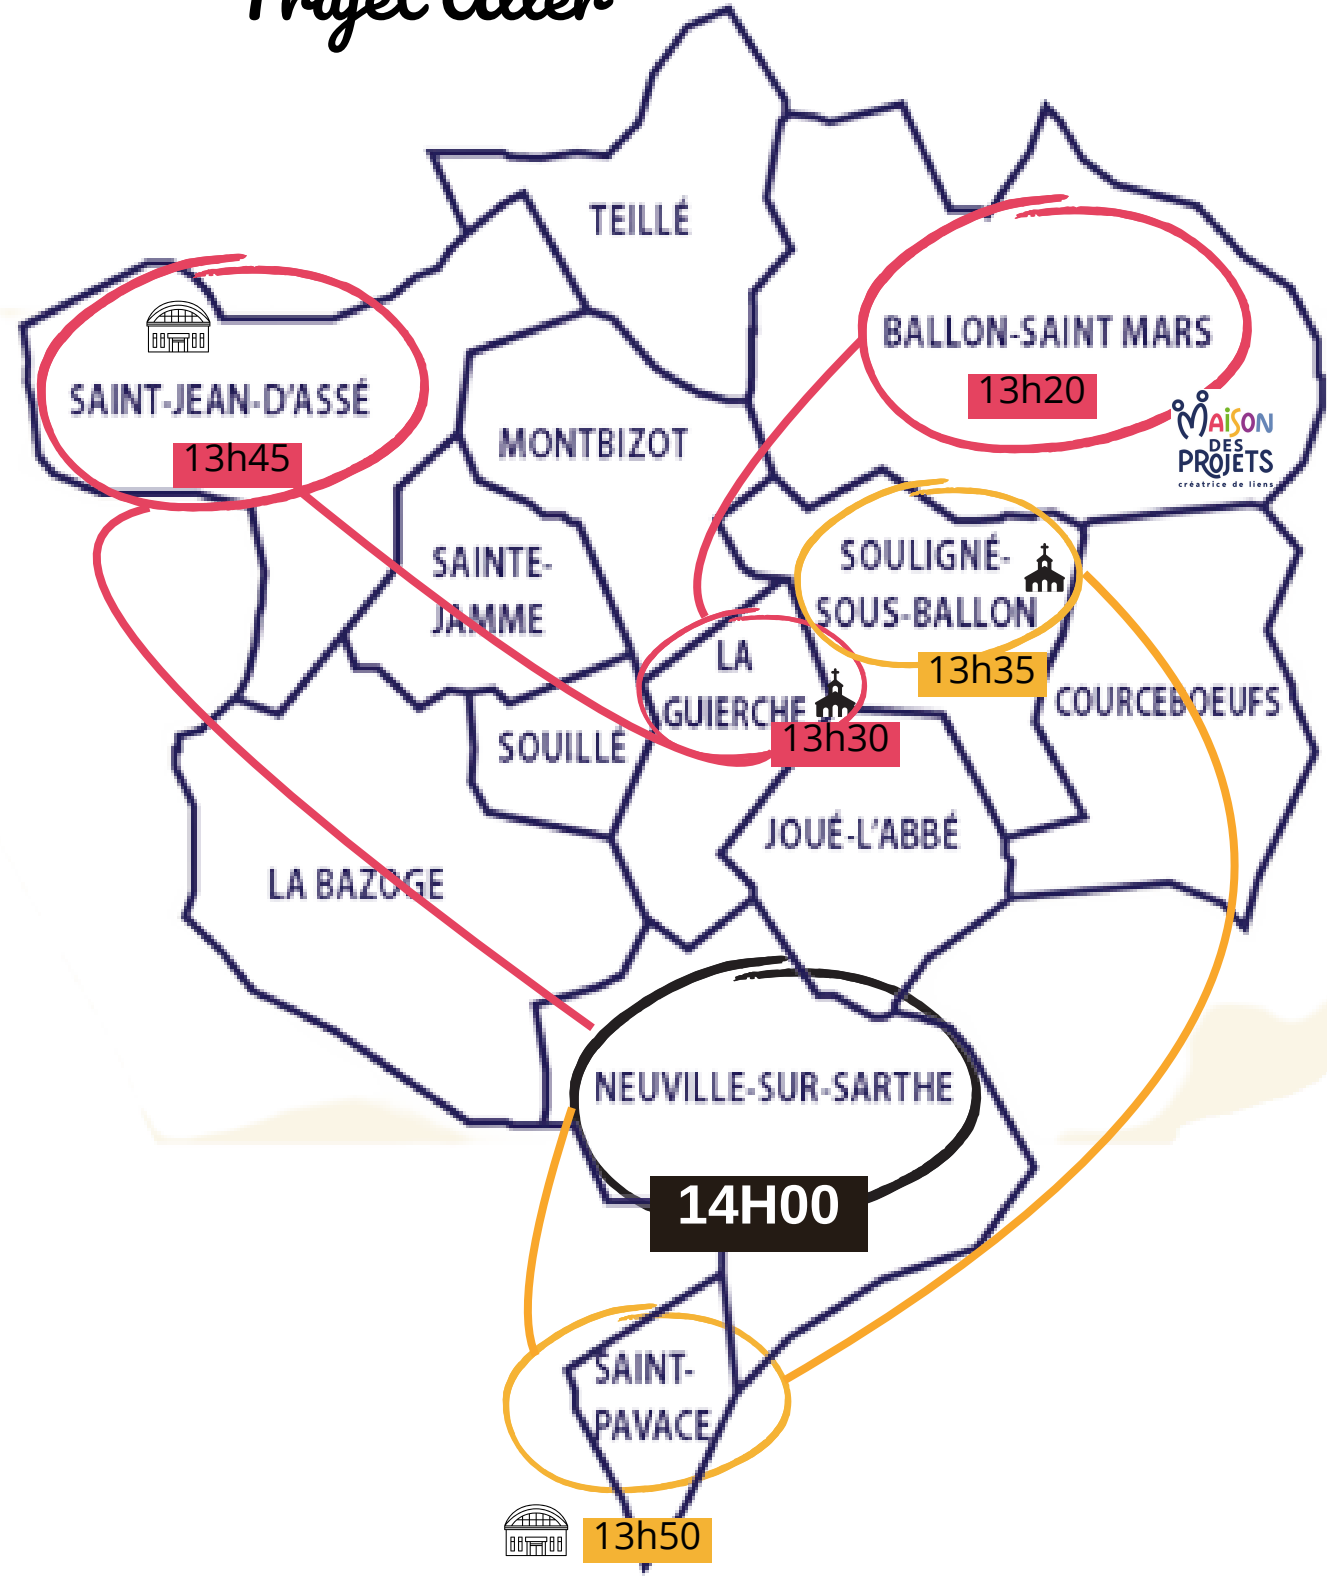 Trajet Aller
TEILLÉ
BALLON-SAINT MARS
13h20
MAISON
DES
PROJETS
créatrice de liens
SAINT-JEAN-D'ASSÉ
13h45
MONTBIZOT
SOULIGNÉ-
SOUS-BALLON
13h35
SAINTE-
JAMME
LA
GUIERCHE
13h30
COURCEBOEUFS
SOUILLÉ
JOUÉ-L'ABBÉ
LA BAZOGE
NEUVILLE-SUR-SARTHE
14H00
SAINT-
PAVACE
13h50